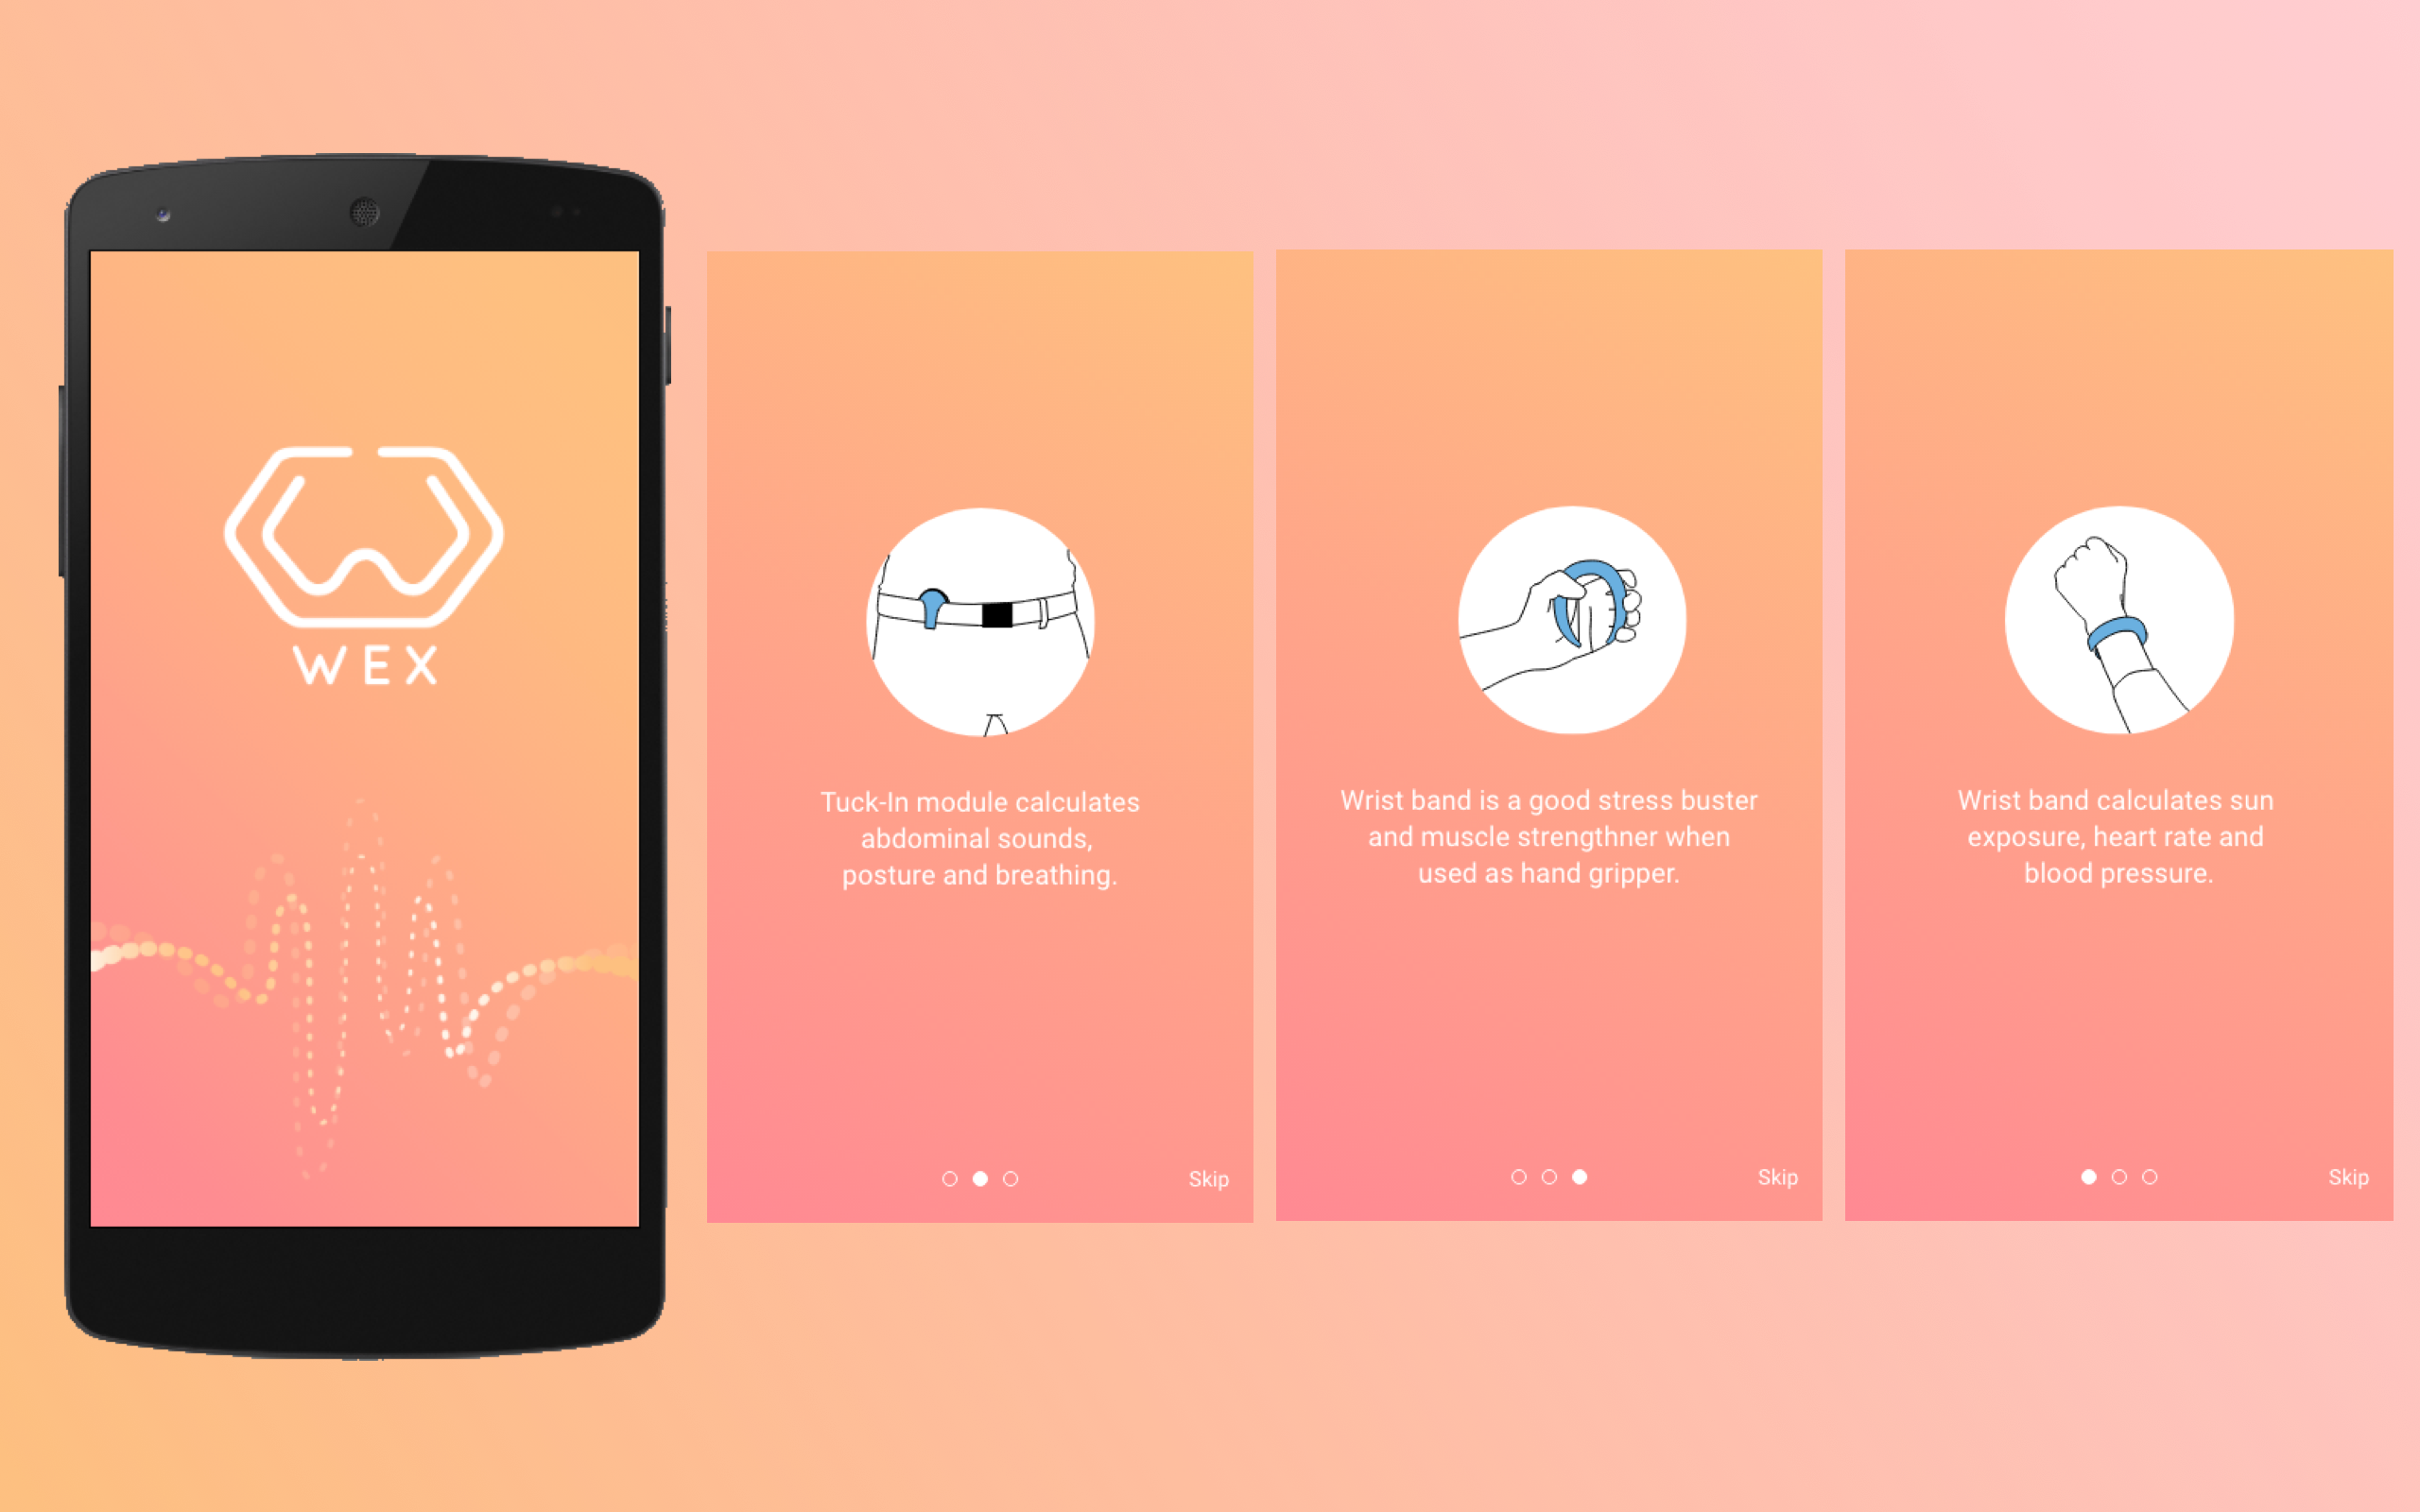 WEX
Tuck-In module calculates
abdominal sounds,
posture and breathing.
Skip
Wrist band is a good stress buster
and muscle strengthner when
used as hand gripper.
Skip
Wrist band calculates sun
exposure, heart rate and
blood pressure.
Skip